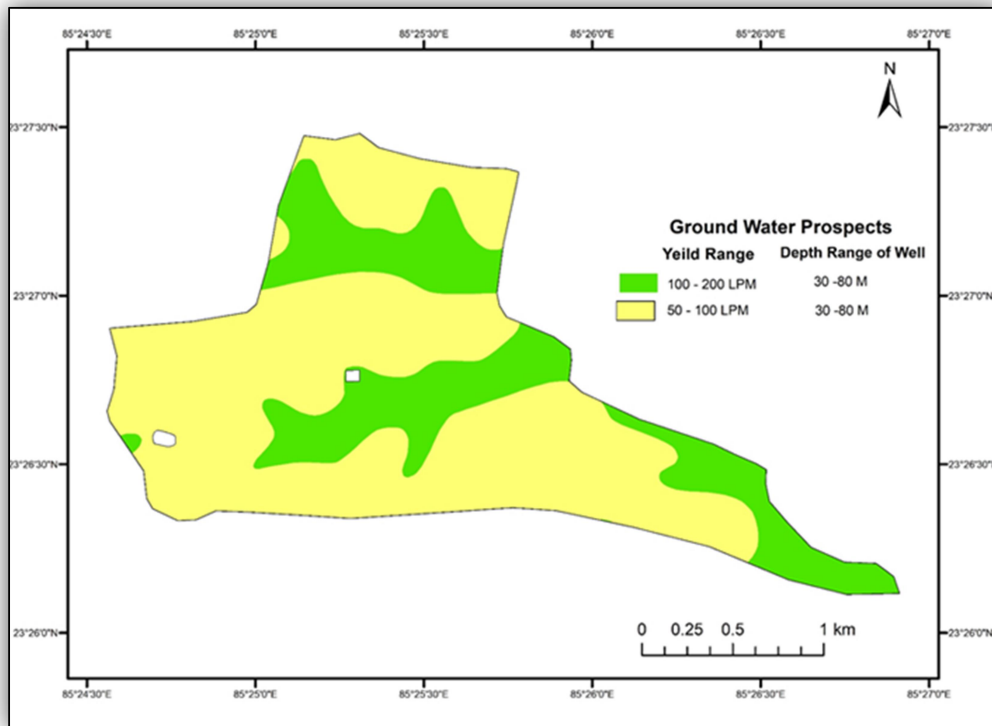 85°24'30"E 85°25'0"E 85°25'30"E 85°26'0"E 85°26'30"E 85°27'0"E
N
23°27'30"N 23°27'30"N
Ground Water Prospects
Yeild Range Depth Range of Well
100 - 200 LPM 30 -80 M
23°27'0"N 23°27'0"N
50 - 100 LPM 30 -80 M
23°26'30"N 23°26'30"N
0 0.25 0.5 1 km
23°26'0"N 23°26'0"N
85°24'30"E 85°25'0"E 85°25'30"E 85°26'0"E 85°26'30"E 85°27'0"E